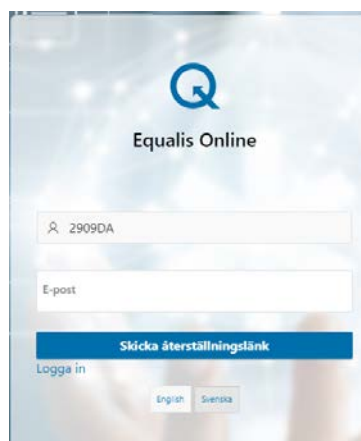 Equalis Online
2909DA
E-post
Skicka återställningslänk
Logga in
English Svenska